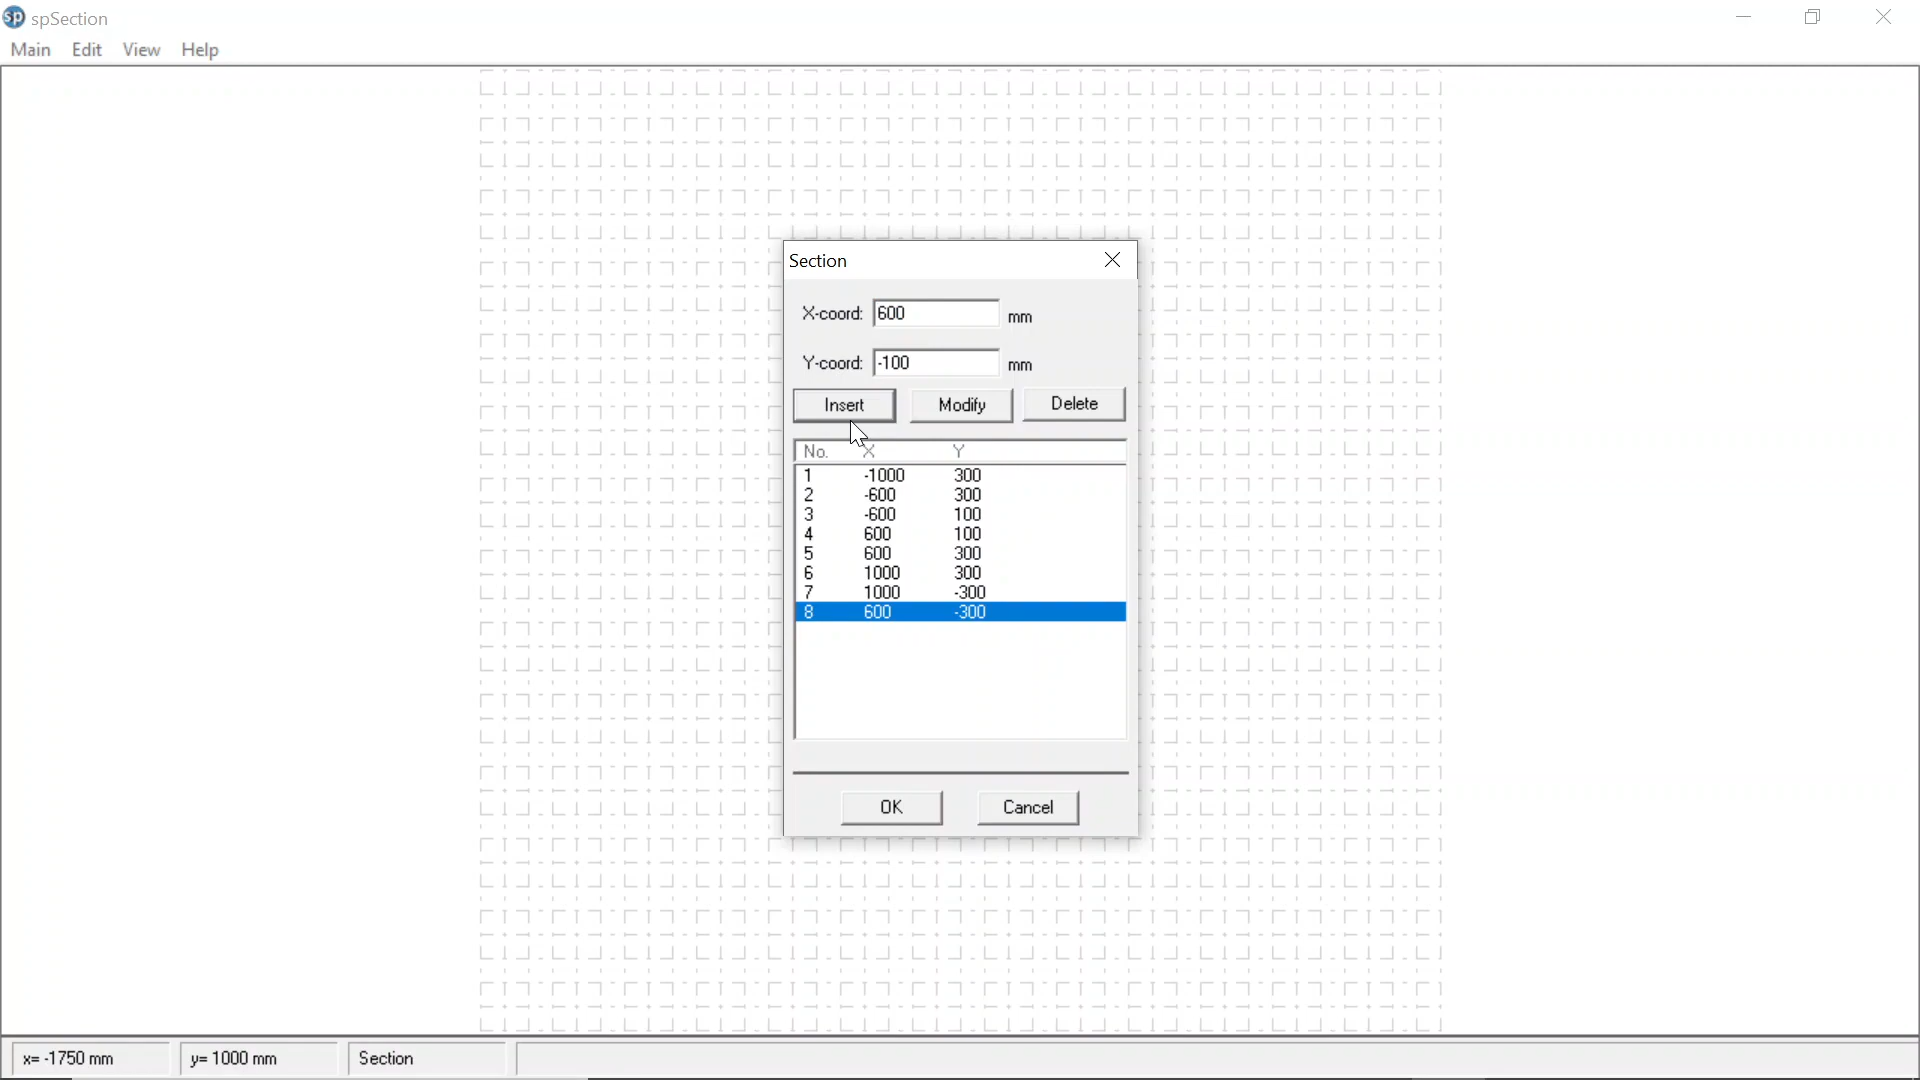 sp spSection
Main Edit View Help
Section
X-coord: 600 mm
Y-coord: -100 mm
Insert Modify Delete
No. X Y
1 -1000 300
2 -600 300
3 -600 100
4 600 100
5 600 300
6 1000 300
7 1000 -300
8 600 -300
OK Cancel
x= -1750 mm y= 1000 mm Section